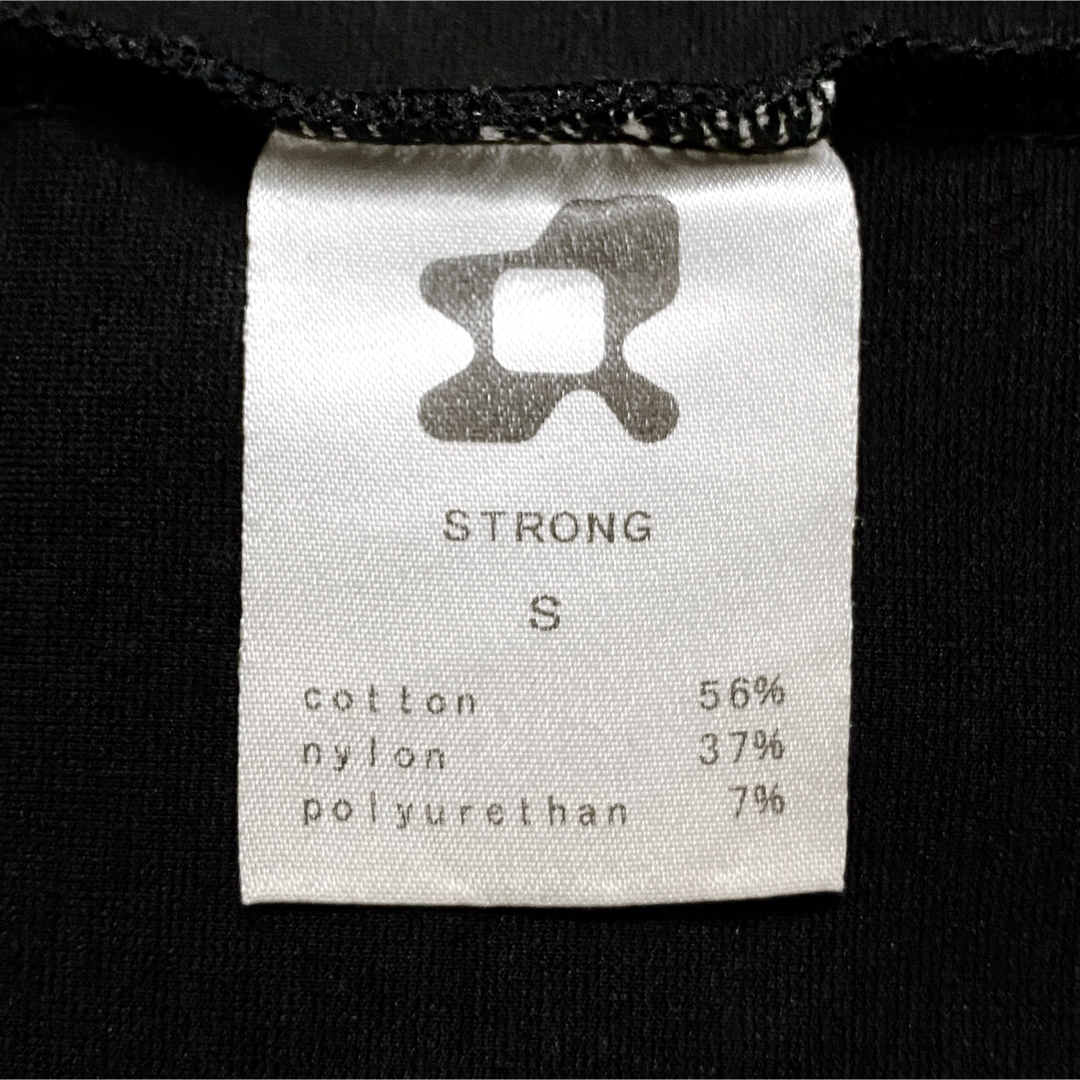 STRONG
S
cotton 56%
nylon 37%
polyurethan 7%